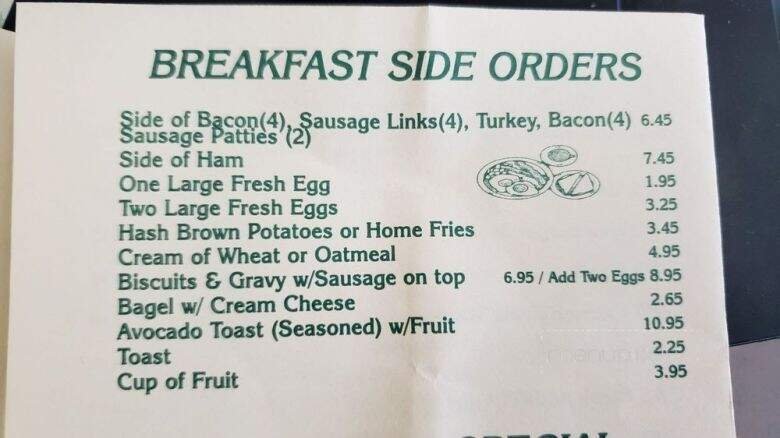 BREAKFAST SIDE ORDERS
Side of Bacon(4), Sausage Links(4), Turkey, Bacon(4) 6.45
Sausage Patties (2)
Side of Ham 7.45
One Large Fresh Egg 1.95
Two Large Fresh Eggs 3.25
Hash Brown Potatoes or Home Fries 3.45
Cream of Wheat or Oatmeal 4.95
Biscuits & Gravy w/Sausage on top 6.95 / Add Two Eggs 8.95
Bagel w/ Cream Cheese 2.65
Avocado Toast (Seasoned) w/Fruit 10.95
Toast 2.25
Cup of Fruit 3.95